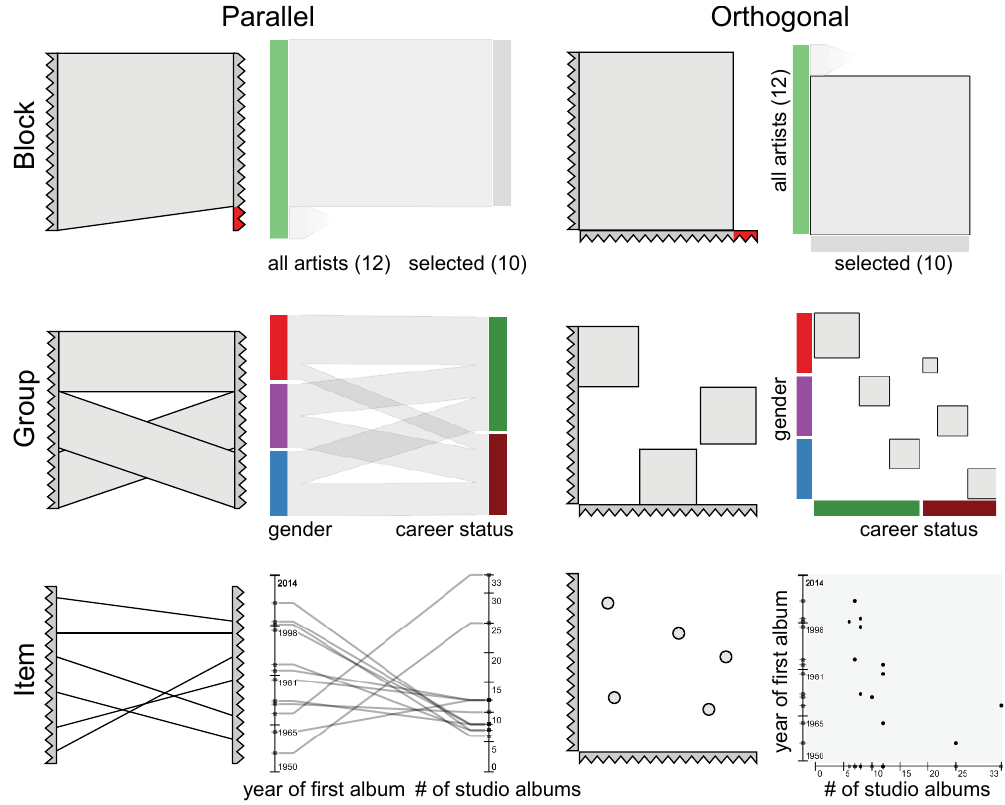 Parallel
Orthogonal
Block
all artists (12)
selected (10)
all artists (12)
selected (10)
Group
gender
career status
gender
career status
Item
2014
1998
1981
1965
1950
33
30
25
20
15
10
5
0
year of first album
# of studio albums
year of first album
2014
1998
1981
1965
1950
0
5
10
15
20
25
33
# of studio albums